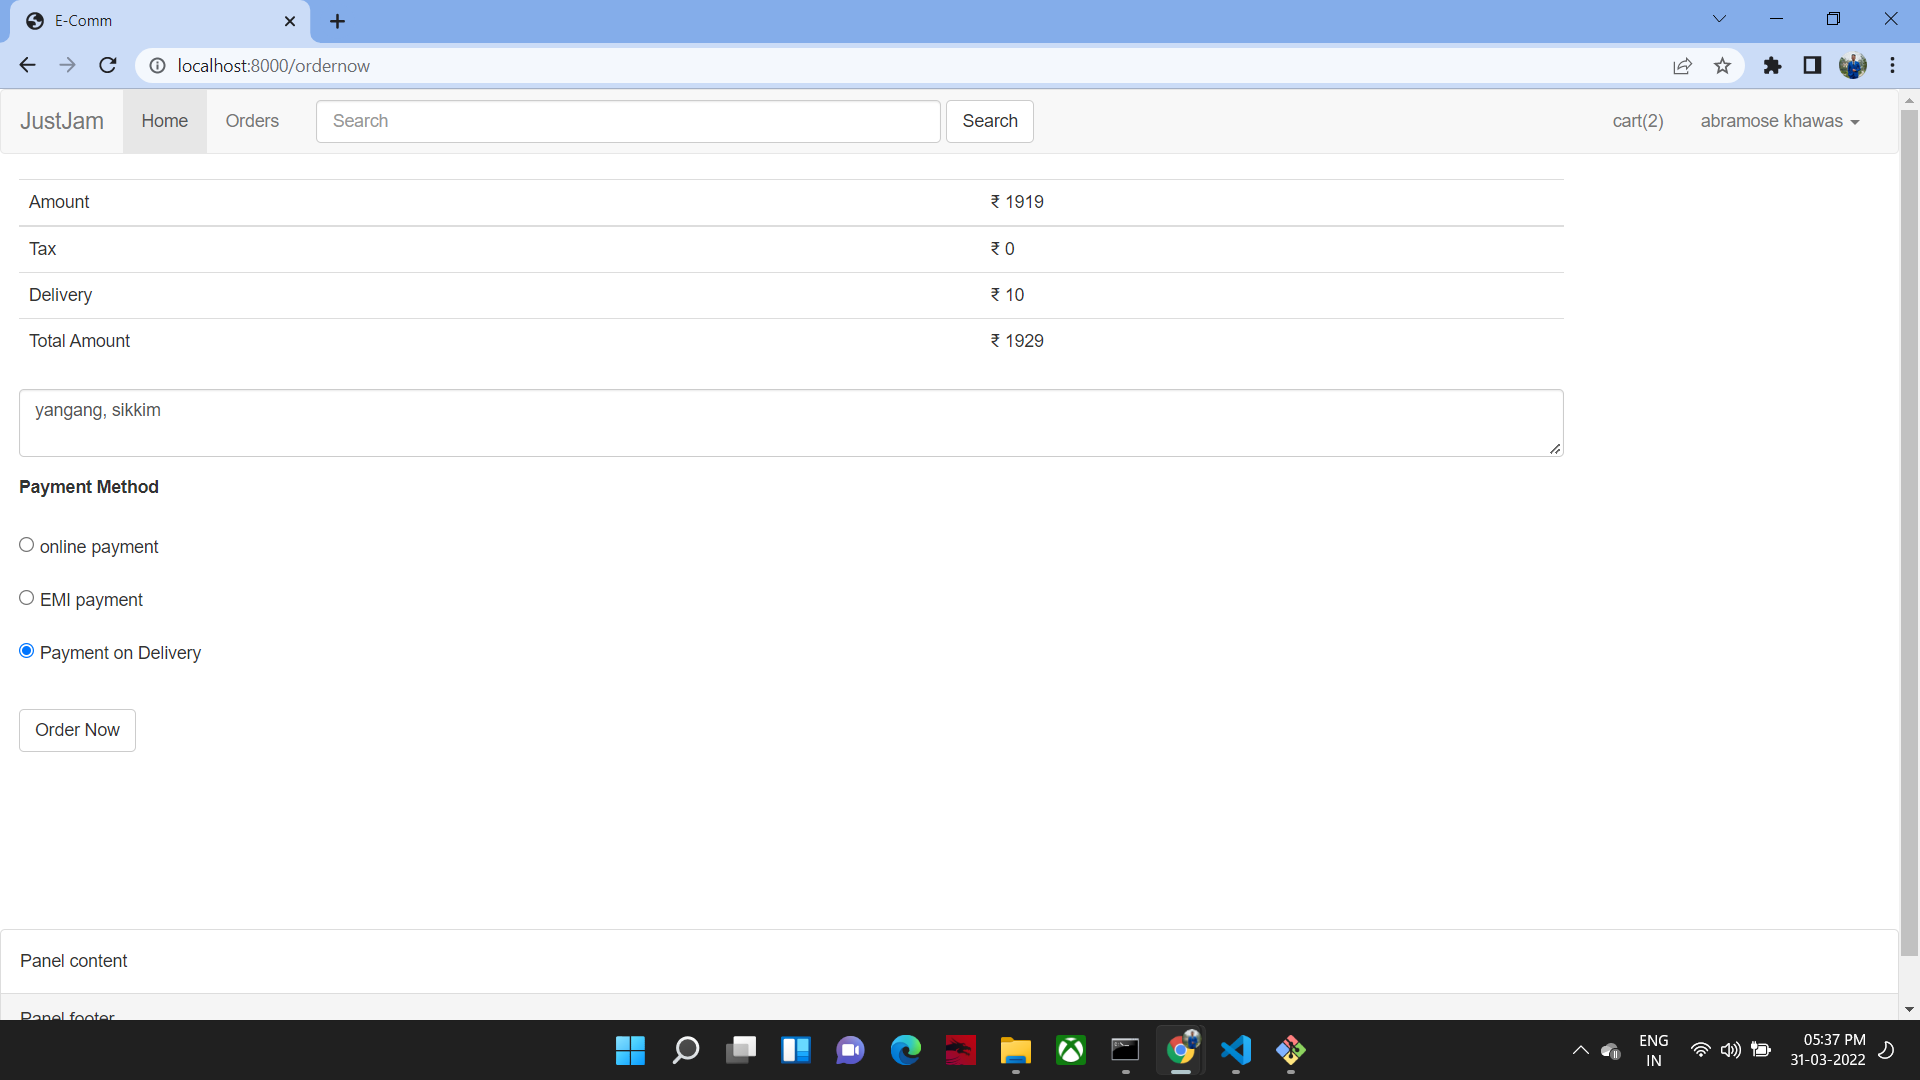 E-Comm
localhost:8000/ordernow
JustJam Home Orders Search Search cart(2) abramose khawas
Amount ₹ 1919
Tax ₹ 0
Delivery ₹ 10
Total Amount ₹ 1929
yangang, sikkim
Payment Method
online payment
EMI payment
Payment on Delivery
Order Now
Panel content
Panel footer
ENG 05:37 PM
IN 31-03-2022